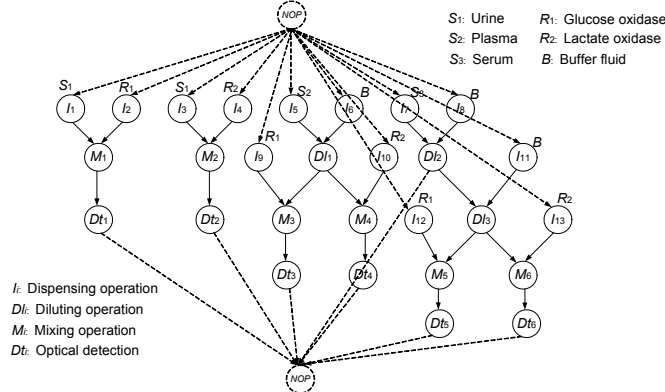 NOP
S1: Urine R1: Glucose oxidase
S2: Plasma R2: Lactate oxidase
S3: Serum B: Buffer fluid
S1 R1 S1 R2 S2 B S3 B
I1 I2 I3 I4 I5 I6 I7 I8
R1 R2 B
M1 M2 I9 DI1 I10 DI2 I11
R1 R2
Dt1 Dt2 M3 M4 I12 DI3 I13
Dt3 Dt4 M5 M6
Ii: Dispensing operation
DIi: Diluting operation
Mi: Mixing operation
Dti: Optical detection
Dt5 Dt6
NOP